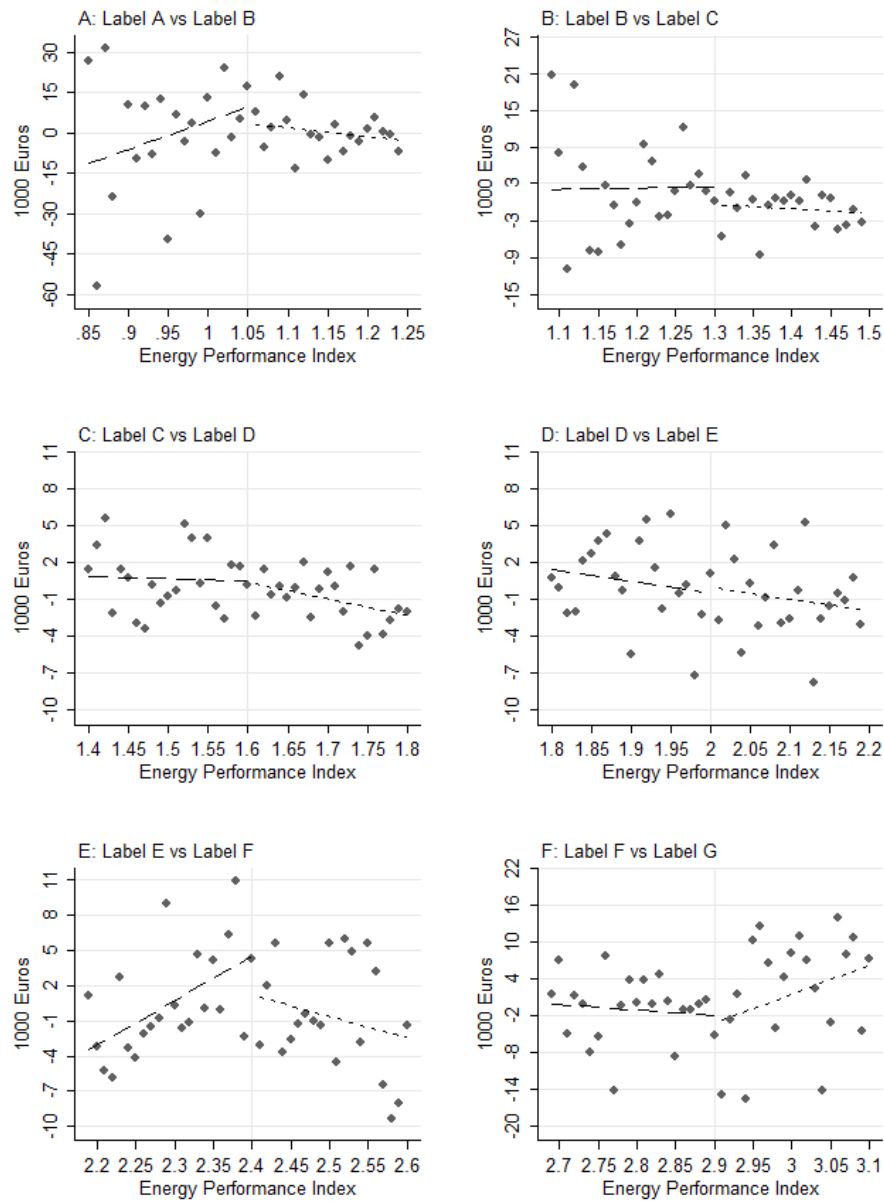 A: Label A vs Label B
1000 Euros
30
15
0
-15
-30
-45
-60
.85 .9 .95 1 1.05 1.1 1.15 1.2 1.25
Energy Performance Index
B: Label B vs Label C
1000 Euros
27
21
15
9
3
-3
-9
-15
1.1 1.15 1.2 1.25 1.3 1.35 1.4 1.45 1.5
Energy Performance Index
C: Label C vs Label D
1000 Euros
11
8
5
2
-1
-4
-7
-10
1.4 1.45 1.5 1.55 1.6 1.65 1.7 1.75 1.8
Energy Performance Index
D: Label D vs Label E
1000 Euros
11
8
5
2
-1
-4
-7
-10
1.8 1.85 1.9 1.95 2 2.05 2.1 2.15 2.2
Energy Performance Index
E: Label E vs Label F
1000 Euros
11
8
5
2
-1
-4
-7
-10
2.2 2.25 2.3 2.35 2.4 2.45 2.5 2.55 2.6
Energy Performance Index
F: Label F vs Label G
1000 Euros
22
16
10
4
-2
-8
-14
-20
2.7 2.75 2.8 2.85 2.9 2.95 3 3.05 3.1
Energy Performance Index